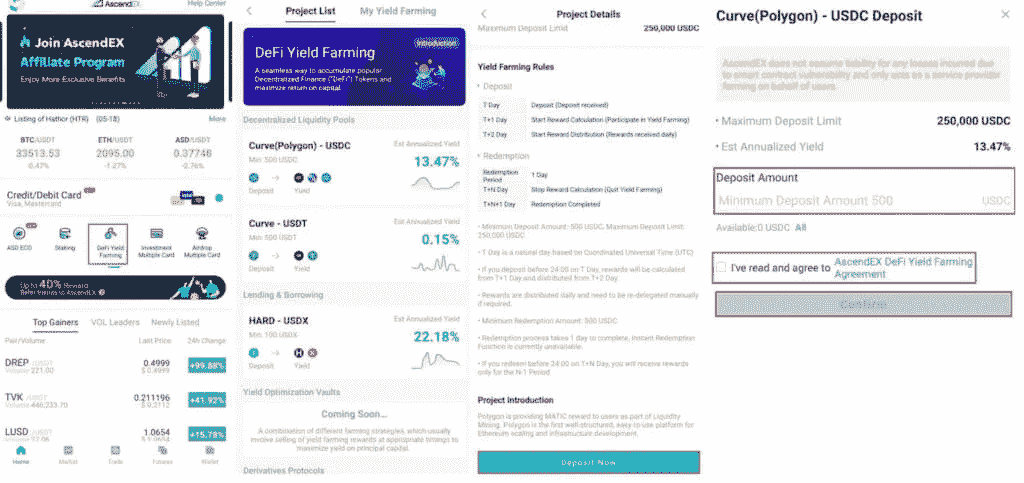 AscendEX
Help Center
Join AscendEX
Affiliate Program
Enjoy More Exclusive Benefits
Listing of Hathor (HTR) (05-18)
More
BTC/USDT
ETH/USDT
ASD/USDT
33513.53
2095.00
0.37746
-1.27%
-2.76%
Credit/Debit Card
Visa, Mastercard
ASD ECO
Staking
DeFi Yield
Farming
Investment
Multiple Card
Airdrop
Multiple Card
Up to 40% Reward
Refer friends to AscendEX
Top Gainers
VOL Leaders
Newly Listed
Pair/Volume
Last Price
24h Change
DREP /USDT
Volume 221.00
0.4999
$ 0.4999
+99.88%
TVK /USDT
Volume 446,233.70
0.211196
$ 0.2112
+41.92%
LUSD /USDT
1.0654
+15.78%
Home
Market
Trade
Futures
Wallet
Project List
My Yield Farming
DeFi Yield Farming
Introduction
A seamless way to accumulate popular
Decentralized Finance ("DeFi") Tokens and
maximize return on capital.
Decentralized Liquidity Pools
Curve(Polygon) - USDC
Est Annualized Yield
Min: 500 USDC
13.47%
Deposit
Yield
Curve - USDT
Est Annualized Yield
Min: 500 USDT
0.15%
Deposit
Yield
Lending & Borrowing
HARD - USDX
Est Annualized Yield
Min: 100 USDX
22.18%
Deposit
Yield
Yield Optimization Vaults
Coming Soon...
A combination of different farming strategies, which usually
involve selling of yield farming rewards at appropriate timings to
maximize yield on principal capital.
Derivatives Protocols
Project Details
Maximum Deposit Limit
250,000 USDC
Yield Farming Rules
• Deposit
T Day
Deposit (Deposit received)
T+1 Day
Start Reward Calculation (Participate in Yield Farming)
T+2 Day
Start Reward Distribution (Rewards received daily)
• Redemption
Redemption
Period
1 Day
T+N Day
Stop Reward Calculation (Quit Yield Farming)
T+N+1 Day
Redemption Completed
• Minimum Deposit Amount: 500 USDC, Maximum Deposit Limit:
250,000 USDC
• T Day is a natural day based on Coordinated Universal Time (UTC)
• If you deposit before 24:00 on T Day, rewards will be calculated
from T+1 Day and distributed from T+2 Day.
• Rewards are distributed daily and need to be re-delegated manually
if required.
• Minimum Redemption Amount: 500 USDC
• Redemption process takes 1 day to complete, Instant Redemption
Function is currently unavailable.
• If you redeem before 24:00 on T+N Day, you will receive rewards
only for the N-1 Period
Project Introduction
Polygon is providing MATIC reward to users as part of Liquidity
Mining. Polygon is the first well-structured, easy-to-use platform for
Ethereum scaling and infrastructure development.
Deposit Now
Curve(Polygon) - USDC Deposit
AscendEX does not assume liability for any losses incurred due
to smart contract vulnerability and only acts as a service provider
farming on behalf of users.
• Maximum Deposit Limit
250,000 USDC
• Est Annualized Yield
13.47%
Deposit Amount
Minimum Deposit Amount 500
USDC
Available:0 USDC All
I've read and agree to AscendEX DeFi Yield Farming
Agreement
Confirm